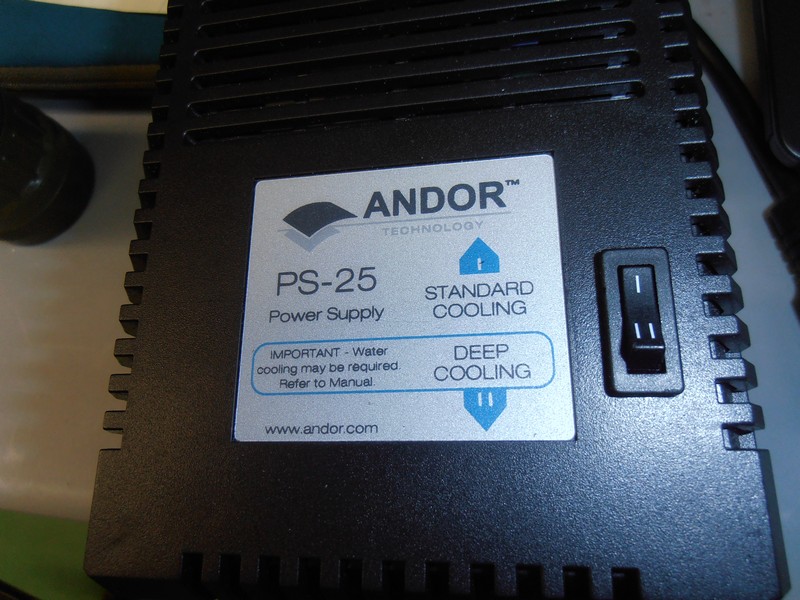 ANDOR™
TECHNOLOGY
I
PS-25
Power Supply
STANDARD
COOLING
IMPORTANT - Water
cooling may be required.
Refer to Manual.
DEEP
COOLING
II
www.andor.com
I
II